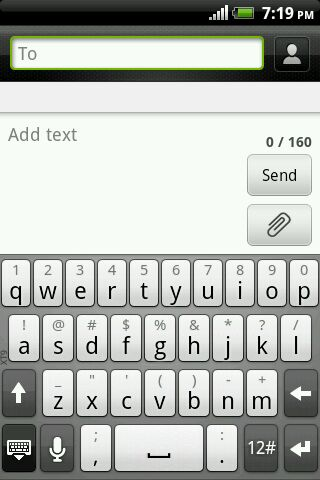 7:19 PM
To
Add text
0 / 160
Send
1 2 3 4 5 6 7 8 9 0
q w e r t y u i o p
! @ # $ % & * ? /
a s d f g h j k l
XT9
_ " ' ( ) - +
z x c v b n m
; :
, . 12#